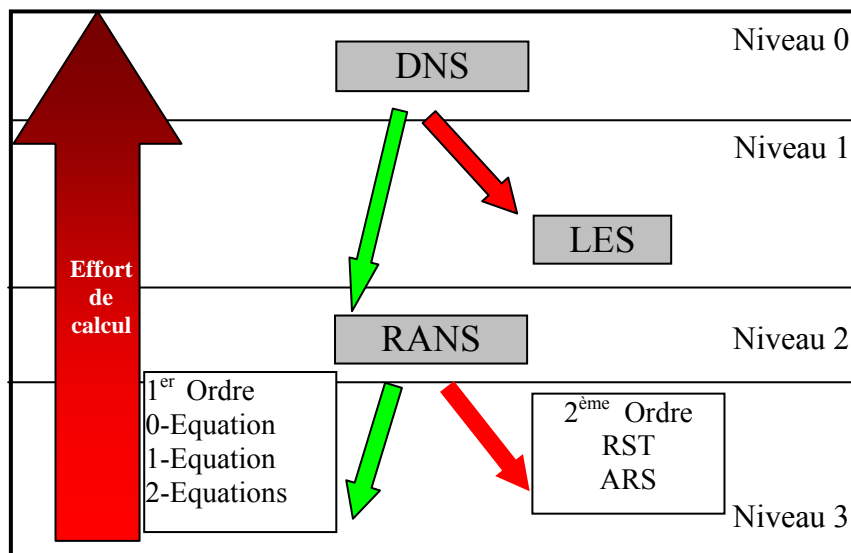 Niveau 0
DNS
Niveau 1
LES
Effort
de
calcul
RANS
Niveau 2
1er Ordre
0-Equation
1-Equation
2-Equations
2ème Ordre
RST
ARS
Niveau 3